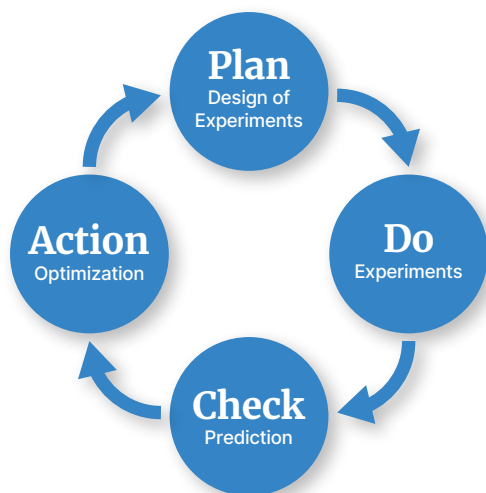 Plan
Design of
Experiments
Do
Experiments
Check
Prediction
Action
Optimization